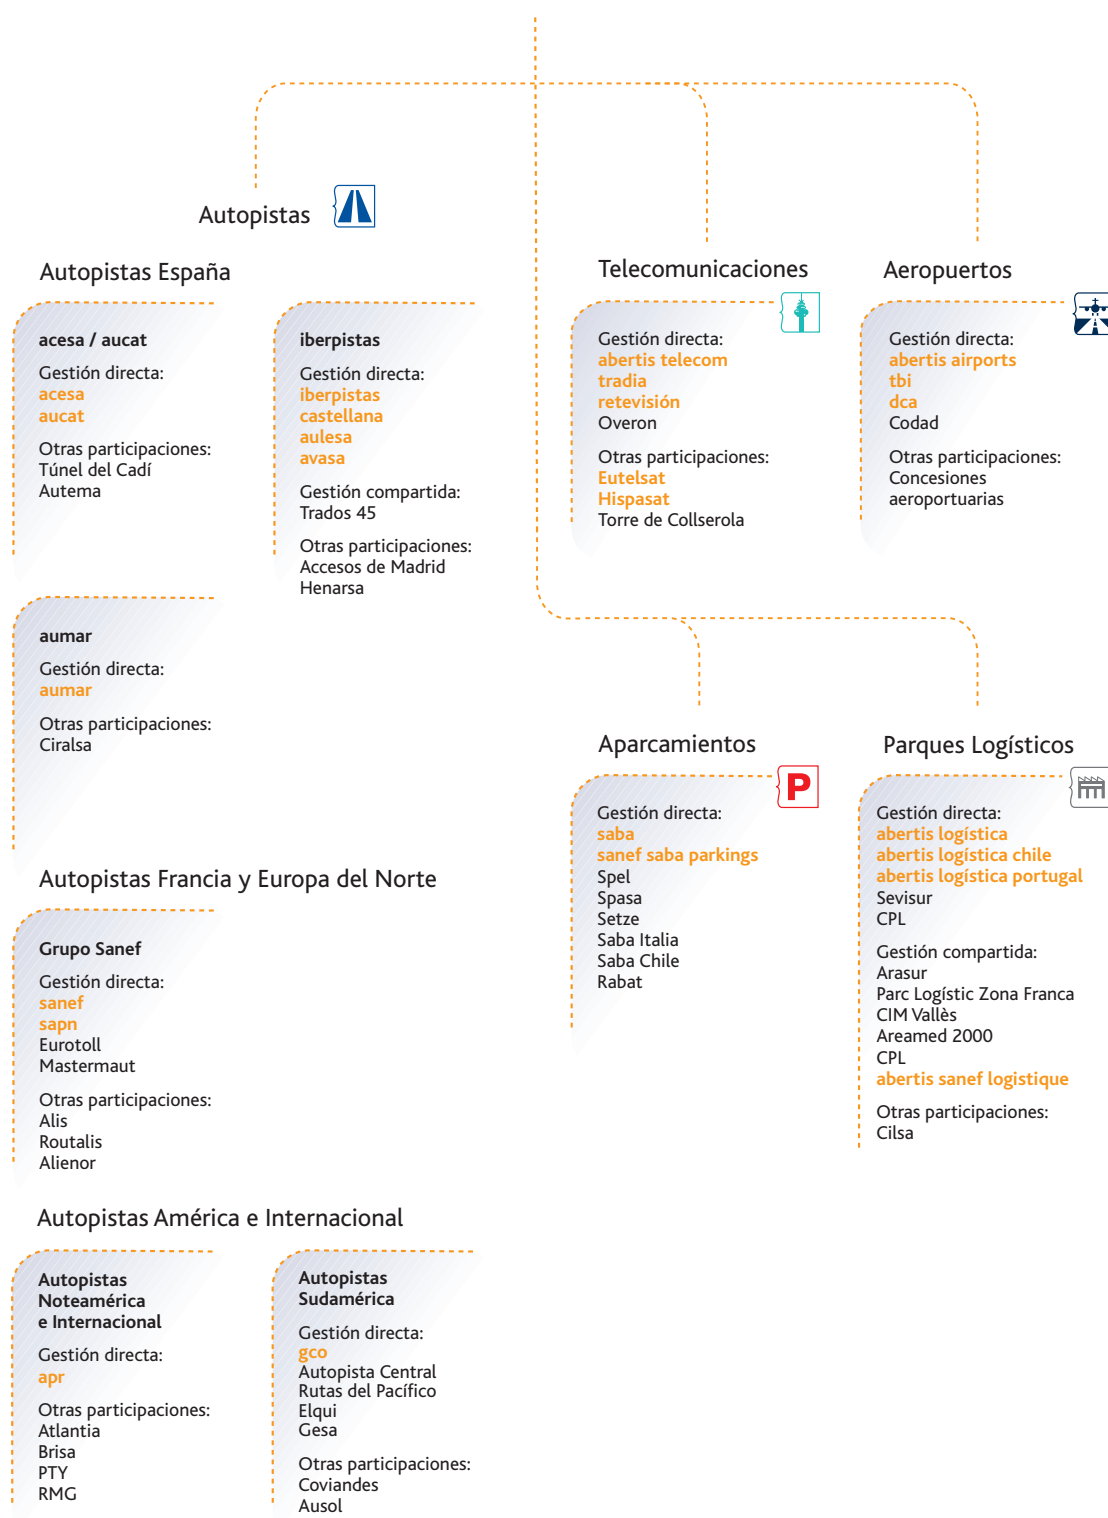 Autopistas
Autopistas España
acesa / aucat
Gestión directa:
acesa
aucat
Otras participaciones:
Túnel del Cadí
Autema
iberpistas
Gestión directa:
iberpistas
castellana
aulesa
avasa
Gestión compartida:
Trados 45
Otras participaciones:
Accesos de Madrid
Henarsa
aumar
Gestión directa:
aumar
Otras participaciones:
Ciralsa
Autopistas Francia y Europa del Norte
Grupo Sanef
Gestión directa:
sanef
sapn
Eurotoll
Mastermaut
Otras participaciones:
Alis
Routalis
Alienor
Autopistas América e Internacional
Autopistas
Noteamérica
e Internacional
Gestión directa:
apr
Otras participaciones:
Atlantia
Brisa
PTY
RMG
Autopistas
Sudamérica
Gestión directa:
gco
Autopista Central
Rutas del Pacífico
Elqui
Gesa
Otras participaciones:
Coviandes
Ausol
Telecomunicaciones
Gestión directa:
abertis telecom
tradia
retevisión
Overon
Otras participaciones:
Eutelsat
Hispasat
Torre de Collserola
Aeropuertos
Gestión directa:
abertis airports
tbi
dca
Codad
Otras participaciones:
Concesiones
aeroportuarias
Aparcamientos
P
Gestión directa:
saba
sanef saba parkings
Spel
Spasa
Setze
Saba Italia
Saba Chile
Rabat
Parques Logísticos
Gestión directa:
abertis logística
abertis logística chile
abertis logística portugal
Sevisur
CPL
Gestión compartida:
Arasur
Parc Logístic Zona Franca
CIM Vallès
Areamed 2000
CPL
abertis sanef logistique
Otras participaciones:
Cilsa